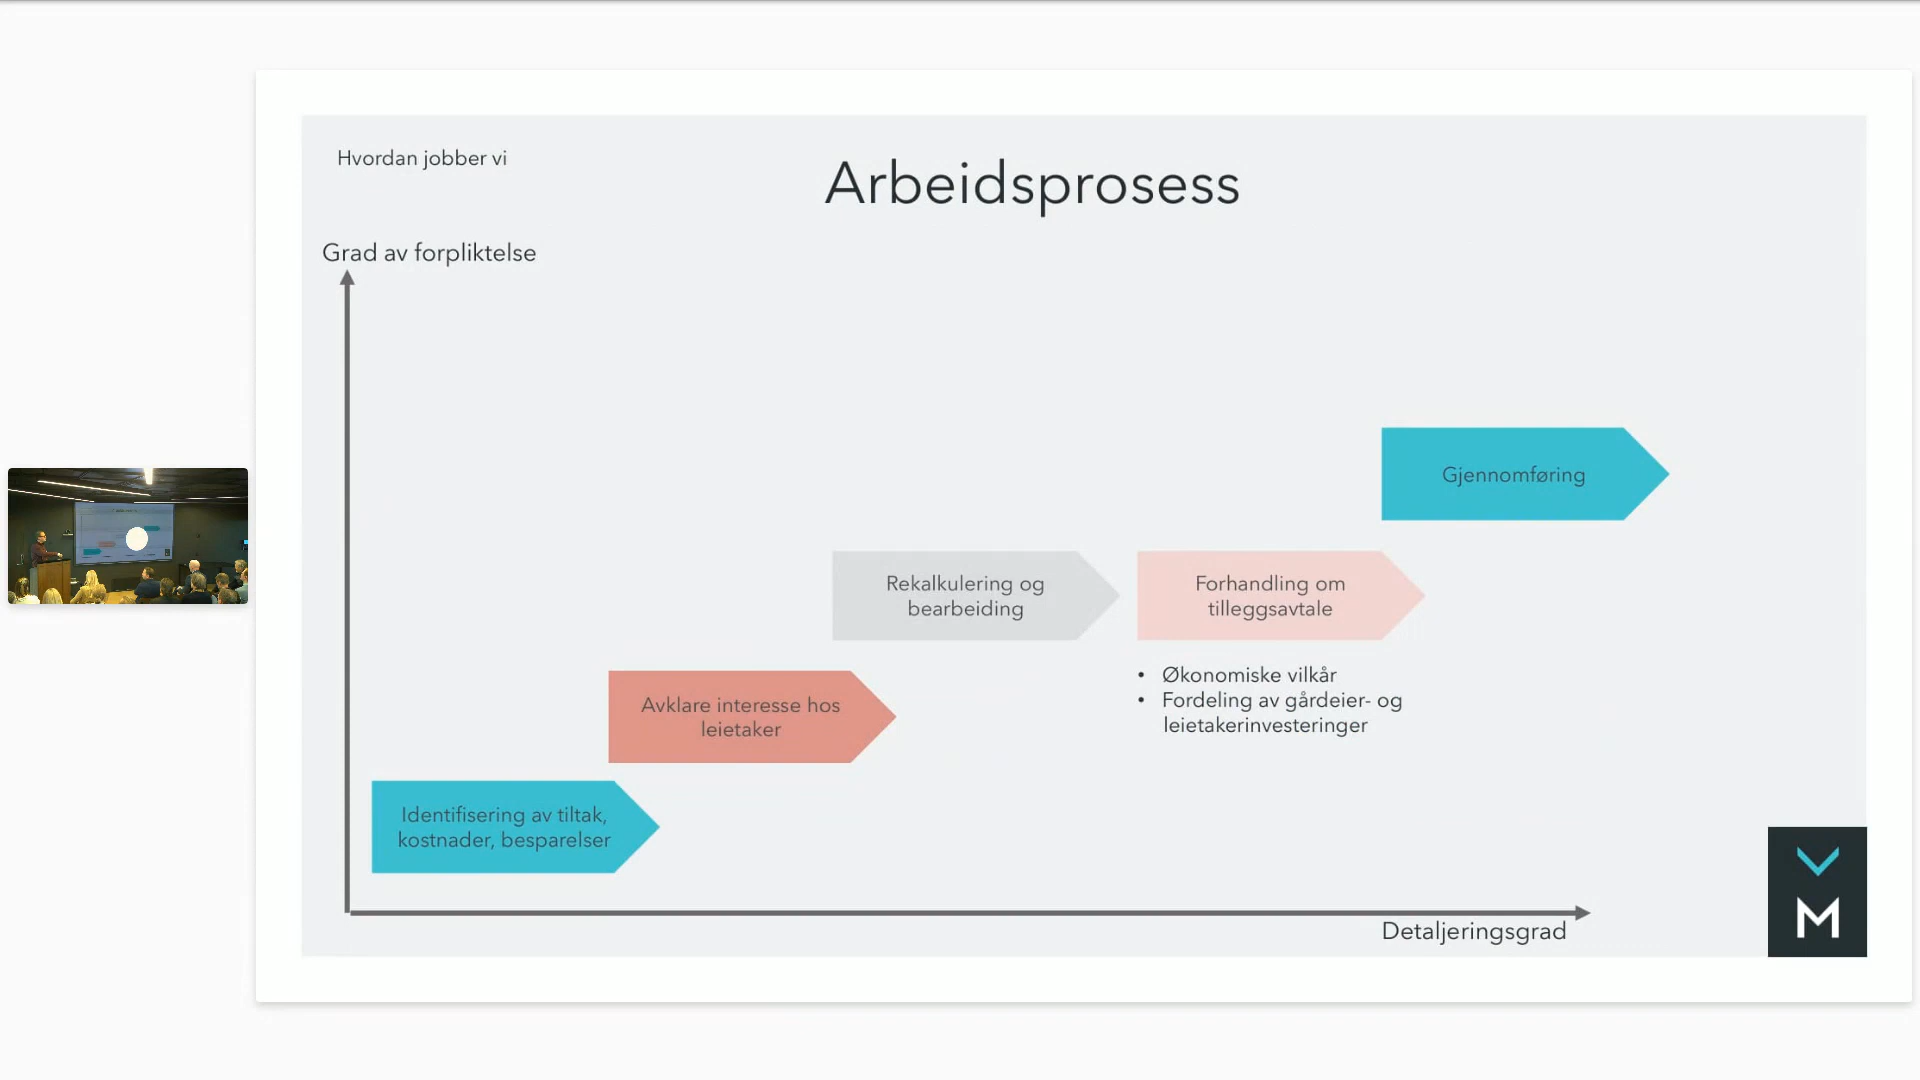 Hvordan jobber vi
Arbeidsprosess
Grad av forpliktelse
Gjennomføring
Rekalkulering og
bearbeiding
Forhandling om
tilleggsavtale
• Økonomiske vilkår
• Fordeling av gårdeier- og
leietakerinvesteringer
Avklare interesse hos
leietaker
Identifisering av tiltak,
kostnader, besparelser
Detaljeringsgrad
M